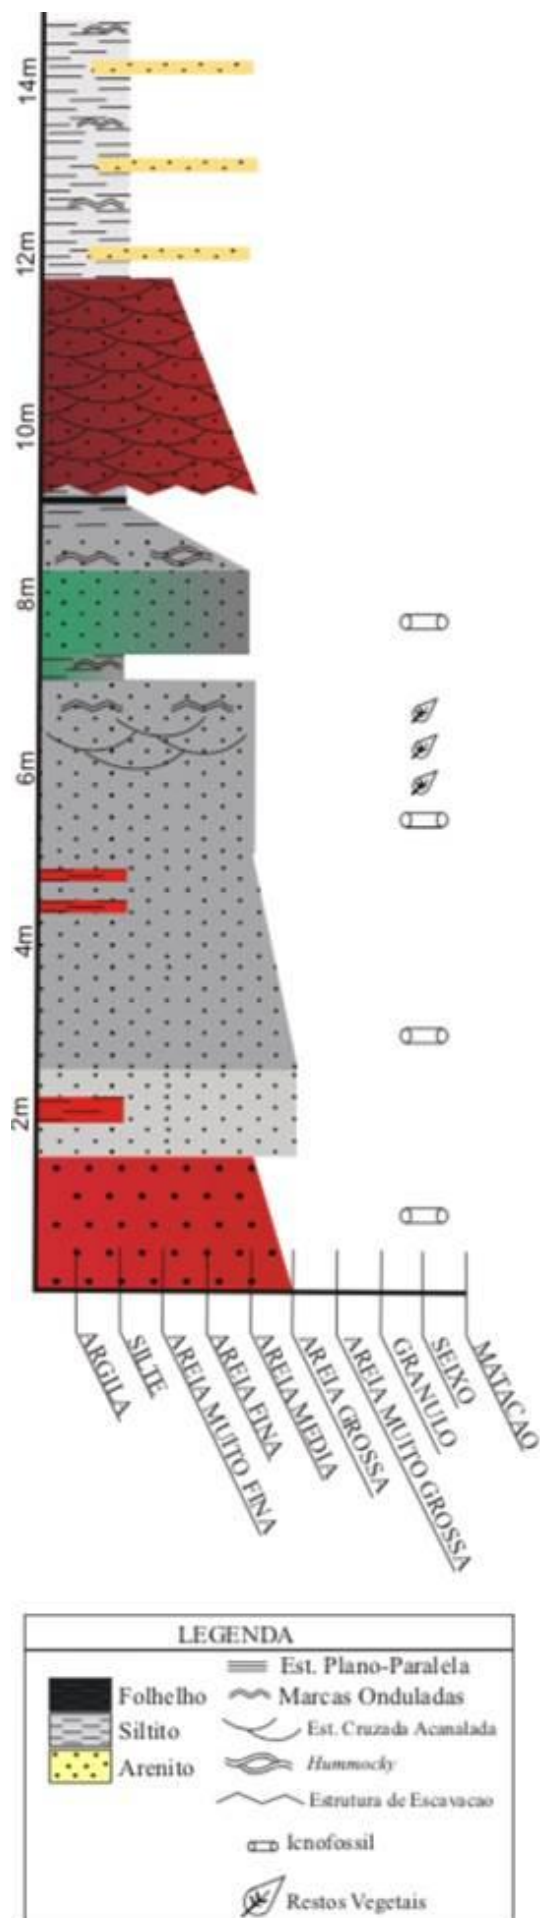 14m
12m
10m
8m
6m
4m
2m
ARGILA
SILTE
AREIA MUITO FINA
AREIA FINA
AREIA MEDIA
AREIA GROSSA
AREIA MUITO GROSSA
GRANULO
SEIXO
MATACAO
LEGENDA
Folhelho
Siltito
Arenito
Est. Plano-Paralela
Marcas Onduladas
Est. Cruzada Acanalada
Hummocky
Estrutura de Escavacao
Icnofossil
Restos Vegetais